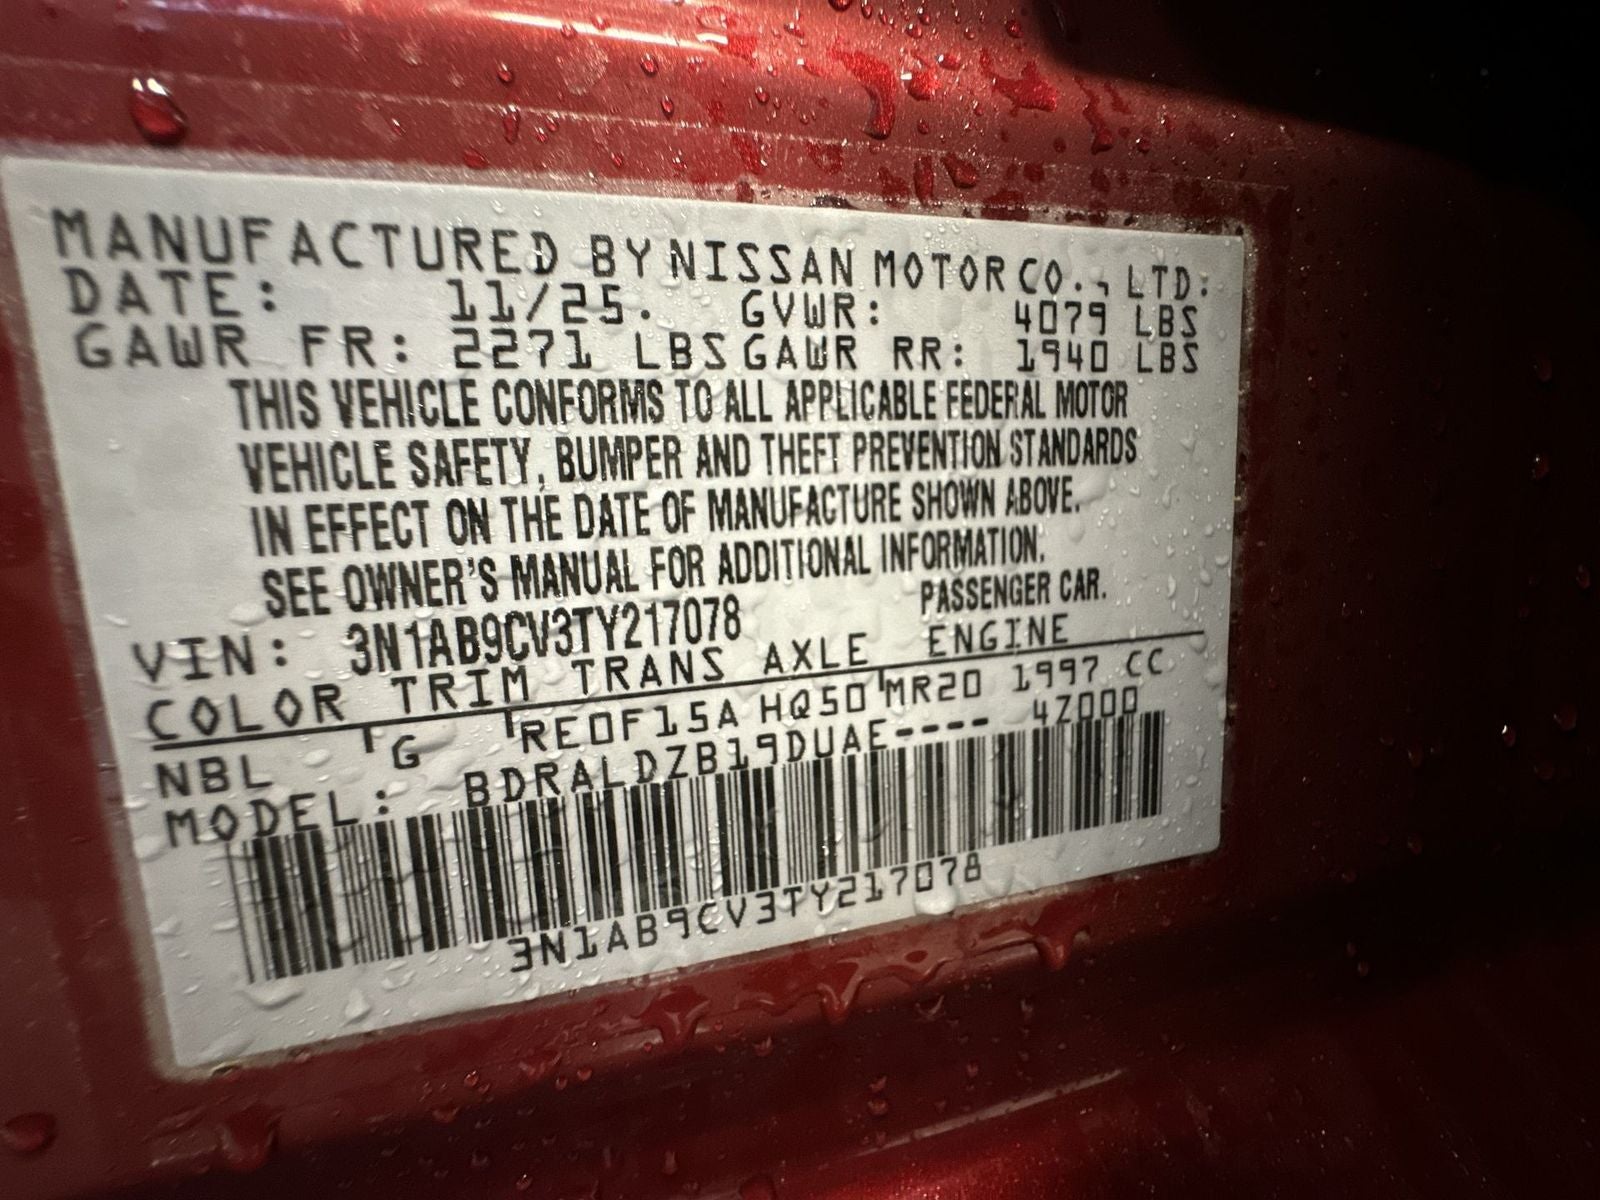 MANUFACTURED BY NISSAN MOTOR CO., LTD.
DATE: 11/25. GVWR: 4079 LBS
GAWR FR: 2271 LBS GAWR RR: 1940 LBS
THIS VEHICLE CONFORMS TO ALL APPLICABLE FEDERAL MOTOR
VEHICLE SAFETY, BUMPER AND THEFT PREVENTION STANDARDS
IN EFFECT ON THE DATE OF MANUFACTURE SHOWN ABOVE.
SEE OWNER'S MANUAL FOR ADDITIONAL INFORMATION.
VIN: 3N1AB9CV3TY217078 PASSENGER CAR.
COLOR TRIM TRANS AXLE ENGINE
NBL G RE0F15A HQ50 MR20 1997 CC
MODEL: BDRALDZB19DUAE---- 4Z000
3N1AB9CV3TY217078